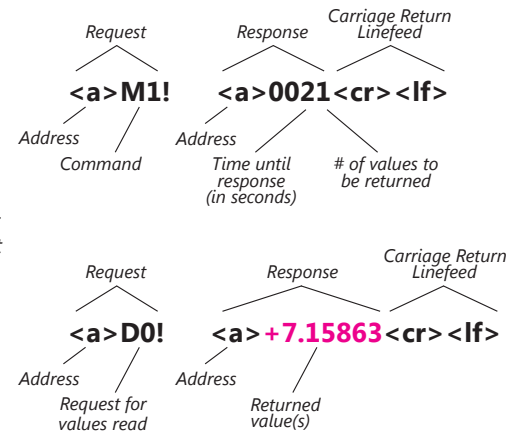 Request Response Carriage Return
Linefeed
<a>M1! <a>0021<cr><lf>
Address Address
Command Time until # of values to
response be returned
(in seconds)
Carriage Return
Request Response Linefeed
<a>D0! <a>+7.15863<cr><lf>
Address Address
Request for Returned
values read value(s)